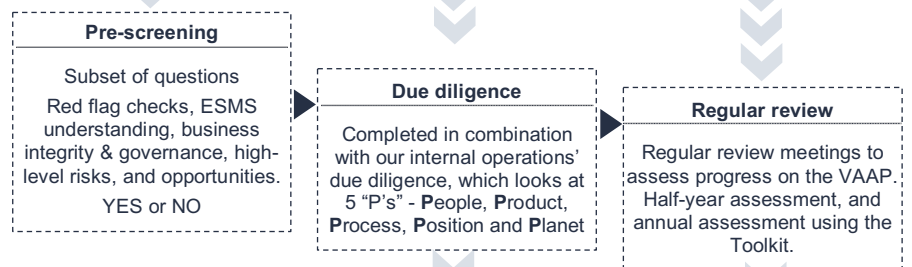 Pre-screening
Subset of questions
Red flag checks, ESMS
understanding, business
integrity & governance, high-
level risks, and opportunities.
YES or NO
Due diligence
Completed in combination
with our internal operations’
due diligence, which looks at
5 “P’s” - People, Product,
Process, Position and Planet
Regular review
Regular review meetings to
assess progress on the VAAP.
Half-year assessment, and
annual assessment using the
Toolkit.